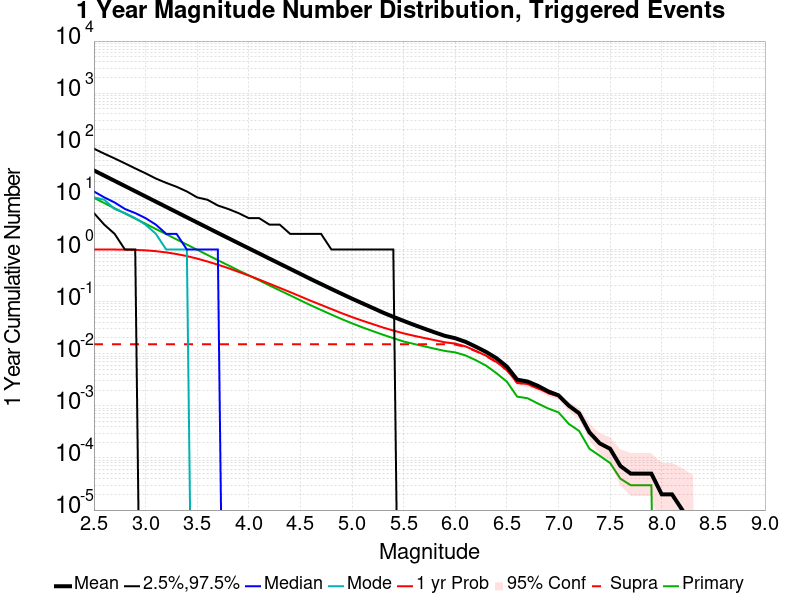 1 Year Magnitude Number Distribution, Triggered Events
1 Year Cumulative Number
10^4
10^3
10^2
10^1
10^0
10^-1
10^-2
10^-3
10^-4
10^-5
2.5 3.0 3.5 4.0 4.5 5.0 5.5 6.0 6.5 7.0 7.5 8.0 8.5 9.0
Magnitude
Mean 2.5%,97.5% Median Mode 1 yr Prob 95% Conf Supra Primary